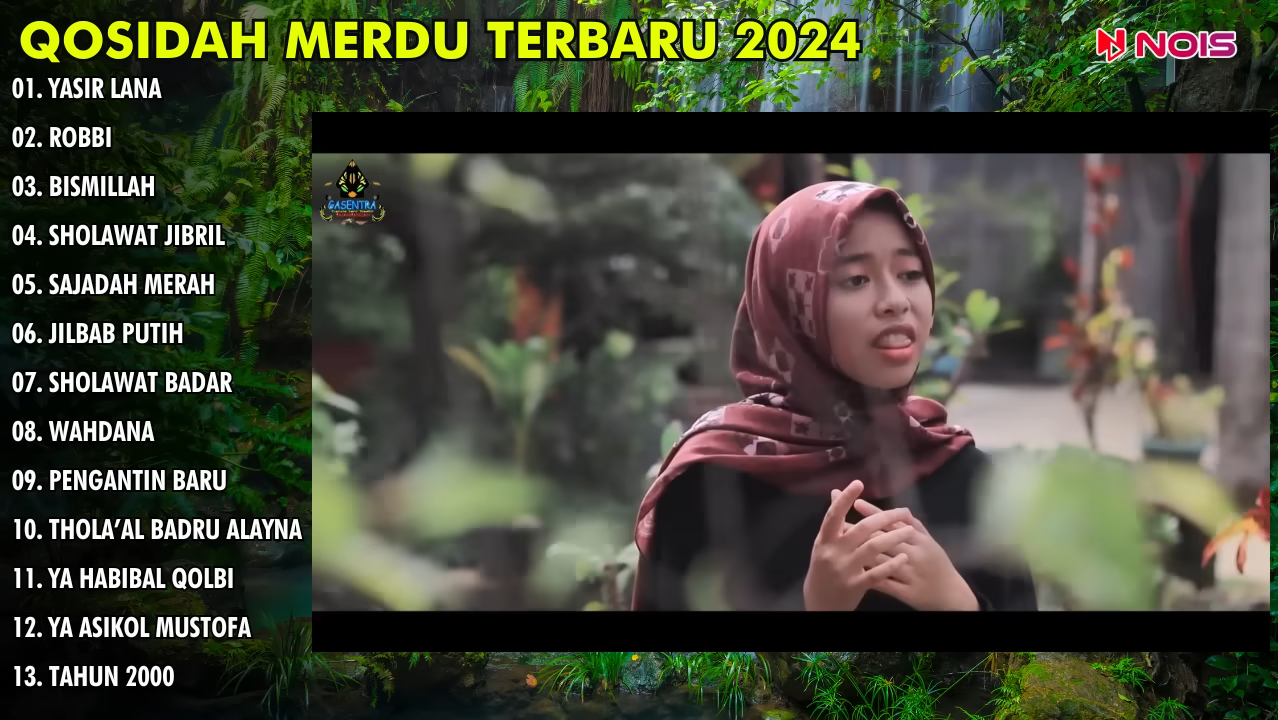 QOSIDAH MERDU TERBARU 2024
NOIS
01. YASIR LANA
02. ROBBI
03. BISMILLAH
04. SHOLAWAT JIBRIL
05. SAJADAH MERAH
06. JILBAB PUTIH
07. SHOLAWAT BADAR
08. WAHDANA
09. PENGANTIN BARU
10. THOLA’AL BADRU ALAYNA
11. YA HABIBAL QOLBI
12. YA ASIKOL MUSTOFA
13. TAHUN 2000
GASENTRA